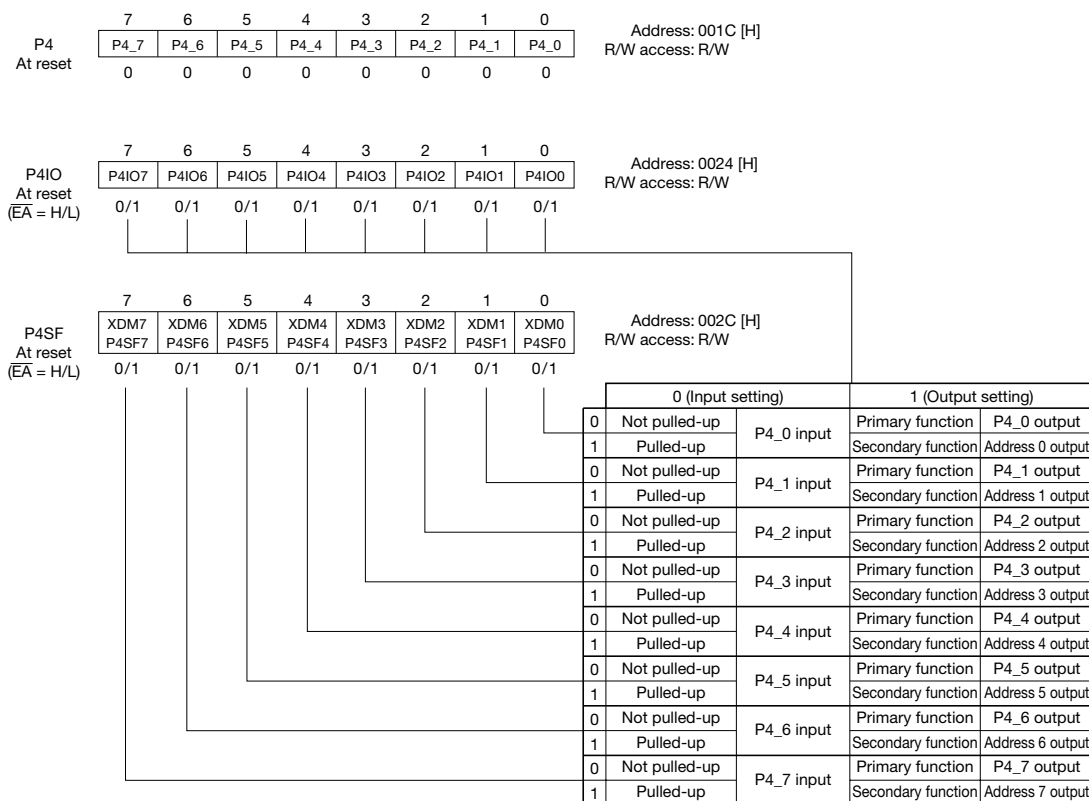 7 6 5 4 3 2 1 0
P4 P4_7 P4_6 P4_5 P4_4 P4_3 P4_2 P4_1 P4_0
At reset 0 0 0 0 0 0 0 0
Address: 001C [H]
R/W access: R/W
7 6 5 4 3 2 1 0
P4IO P4IO7 P4IO6 P4IO5 P4IO4 P4IO3 P4IO2 P4IO1 P4IO0
At reset
(EA = H/L) 0/1 0/1 0/1 0/1 0/1 0/1 0/1 0/1
Address: 0024 [H]
R/W access: R/W
7 6 5 4 3 2 1 0
XDM7 XDM6 XDM5 XDM4 XDM3 XDM2 XDM1 XDM0
P4SF P4SF7 P4SF6 P4SF5 P4SF4 P4SF3 P4SF2 P4SF1 P4SF0
At reset
(EA = H/L) 0/1 0/1 0/1 0/1 0/1 0/1 0/1 0/1
Address: 002C [H]
R/W access: R/W
0 (Input setting) 1 (Output setting)
0 Not pulled-up P4_0 input Primary function P4_0 output
1 Pulled-up Secondary function Address 0 output
0 Not pulled-up P4_1 input Primary function P4_1 output
1 Pulled-up Secondary function Address 1 output
0 Not pulled-up P4_2 input Primary function P4_2 output
1 Pulled-up Secondary function Address 2 output
0 Not pulled-up P4_3 input Primary function P4_3 output
1 Pulled-up Secondary function Address 3 output
0 Not pulled-up P4_4 input Primary function P4_4 output
1 Pulled-up Secondary function Address 4 output
0 Not pulled-up P4_5 input Primary function P4_5 output
1 Pulled-up Secondary function Address 5 output
0 Not pulled-up P4_6 input Primary function P4_6 output
1 Pulled-up Secondary function Address 6 output
0 Not pulled-up P4_7 input Primary function P4_7 output
1 Pulled-up Secondary function Address 7 output